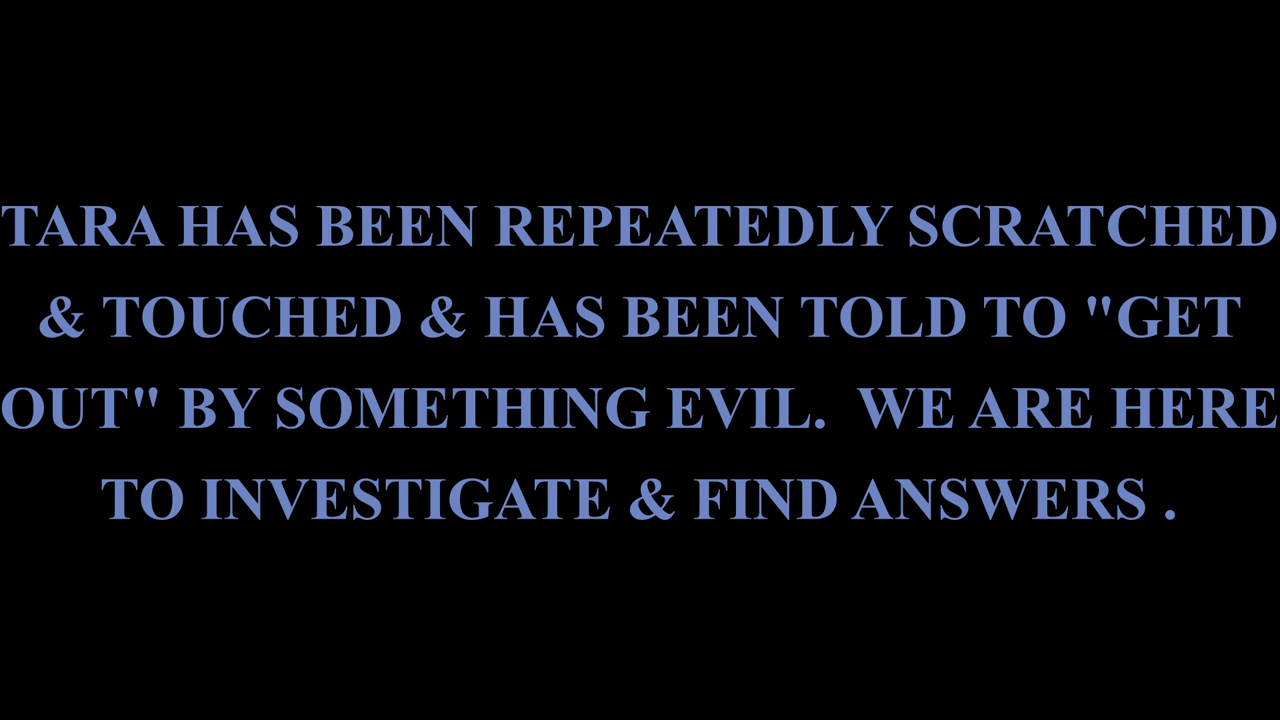 TARA HAS BEEN REPEATEDLY SCRATCHED
& TOUCHED & HAS BEEN TOLD TO "GET
OUT" BY SOMETHING EVIL.  WE ARE HERE
TO INVESTIGATE & FIND ANSWERS .